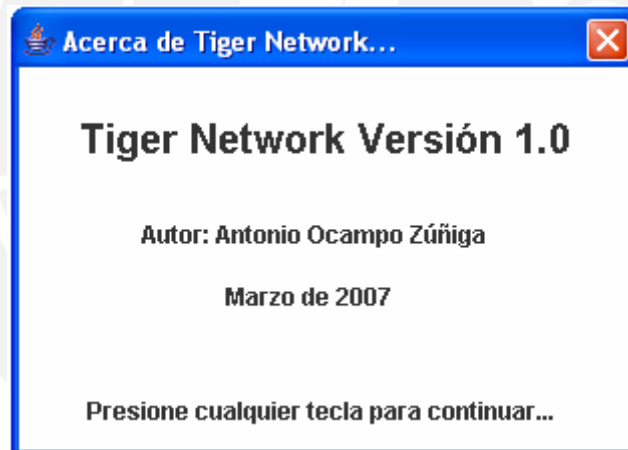 Acerca de Tiger Network...
Tiger Network Versión 1.0
Autor: Antonio Ocampo Zúñiga
Marzo de 2007
Presione cualquier tecla para continuar...